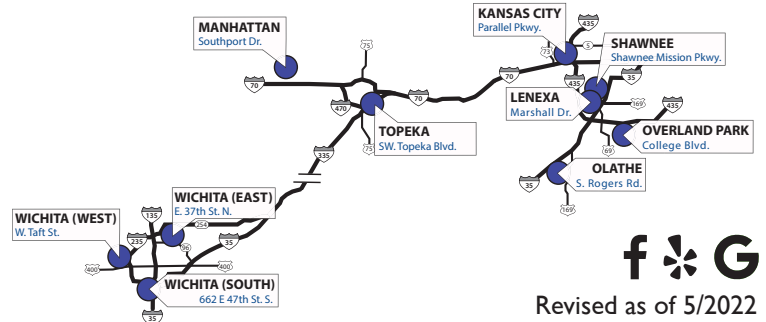 KANSAS CITY
Parallel Pkwy.
435
MANHATTAN
Southport Dr.
75
73
5
SHAWNEE
Shawnee Mission Pkwy.
70
70
435
35
70
470
LENEXA
Marshall Dr.
169
435
TOPEKA
SW. Topeka Blvd.
75
OVERLAND PARK
College Blvd.
69
335
OLATHE
S. Rogers Rd.
35
169
WICHITA (EAST)
E. 37th St. N.
135
WICHITA (WEST)
W. Taft St.
254
235
35
96
400
400
WICHITA (SOUTH)
662 E 47th St. S.
35
f G
Revised as of 5/2022